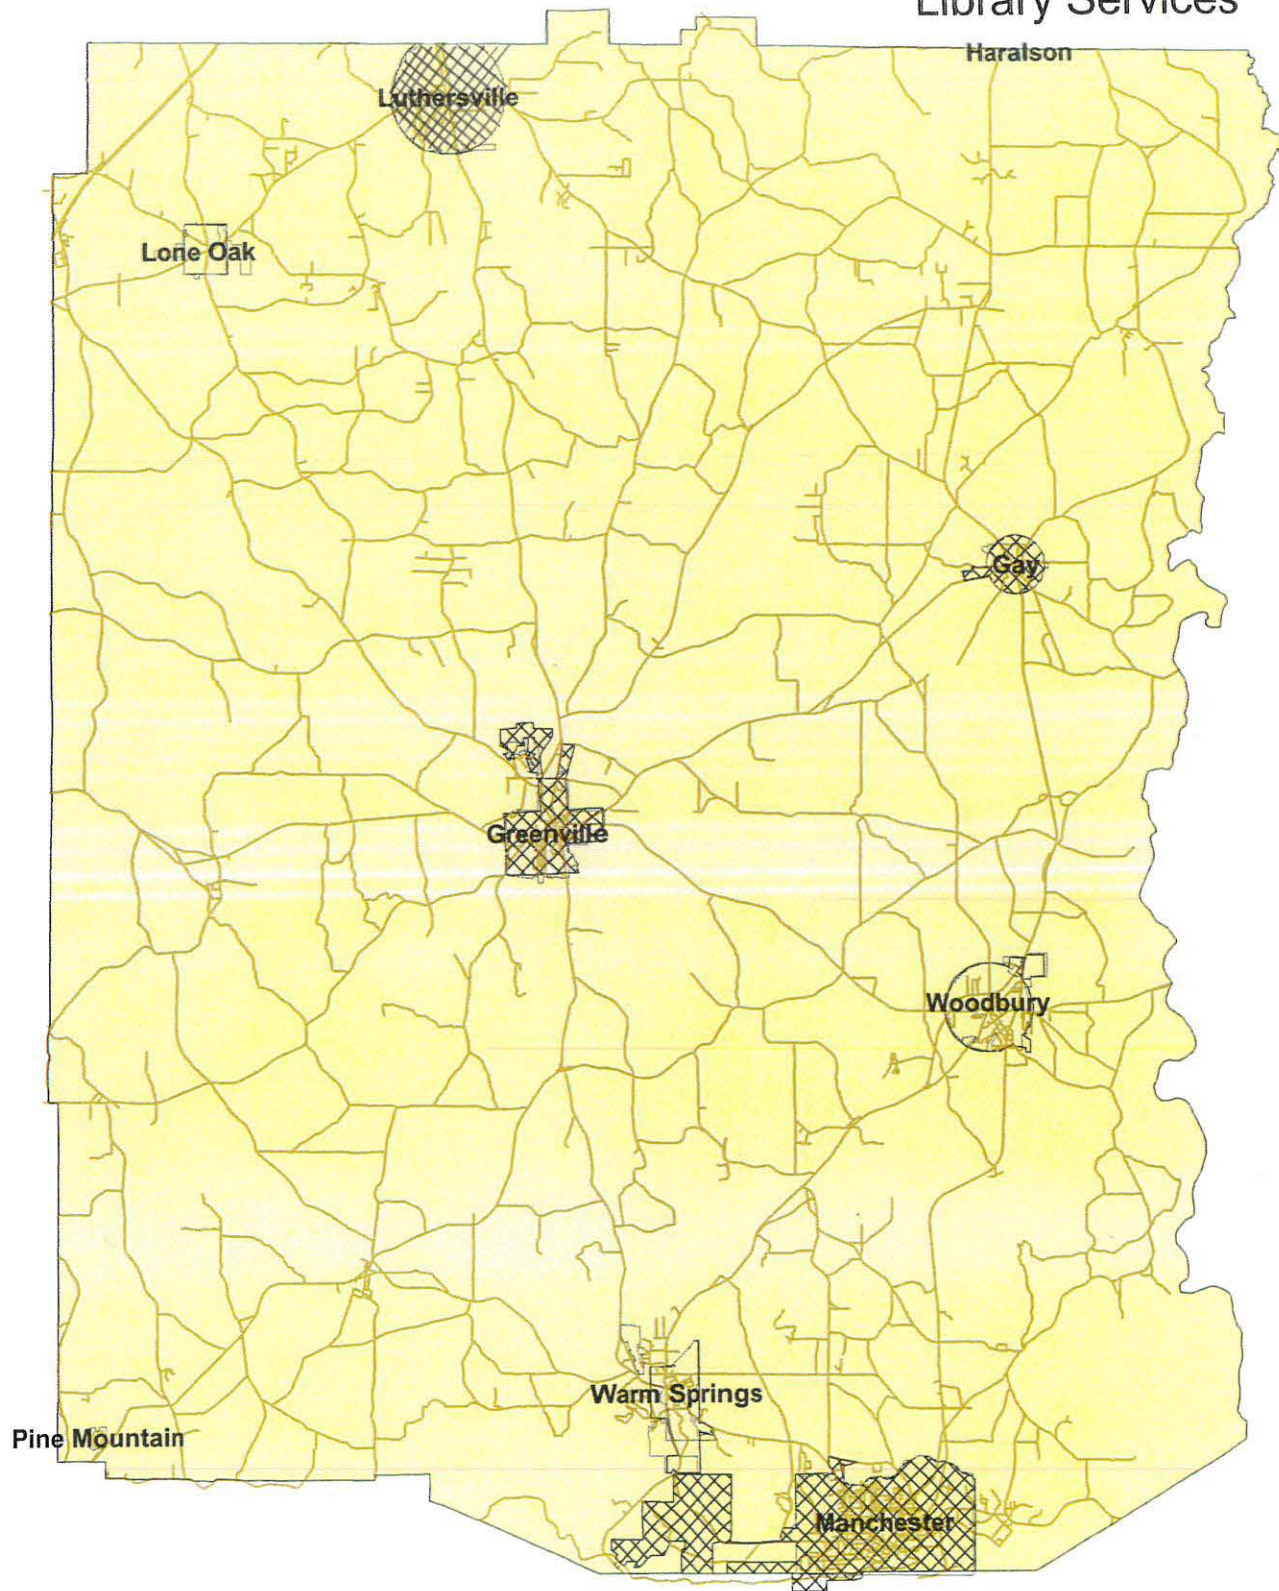 Library Services
Haralson
Luthersville
Lone Oak
Gay
Greenville
Woodbury
Warm Springs
Pine Mountain
Manchester